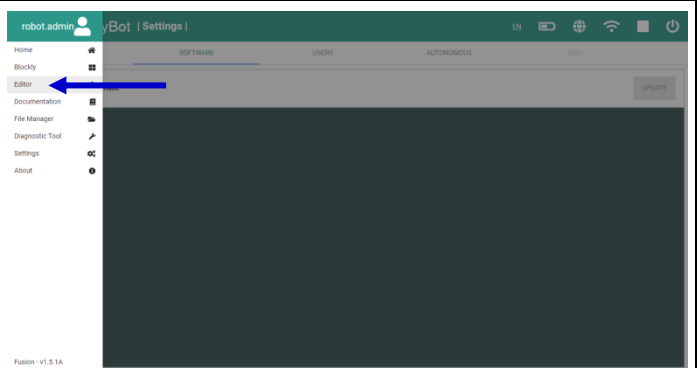 robot.admin yBot | Settings | EN
Home
Blockly
Editor
Documentation
File Manager
Diagnostic Tool
Settings
About
Fusion - v1.5.1A
SOFTWARE USERS AUTONOMOUS MISC
UPDATE